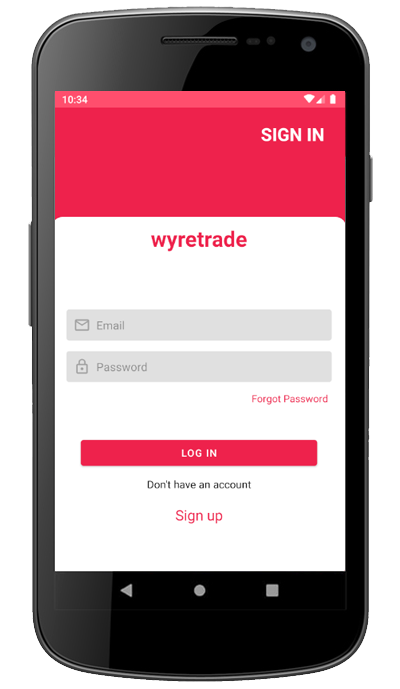 10:34
SIGN IN
wyretrade
Email
Password
Forgot Password
LOG IN
Don't have an account
Sign up